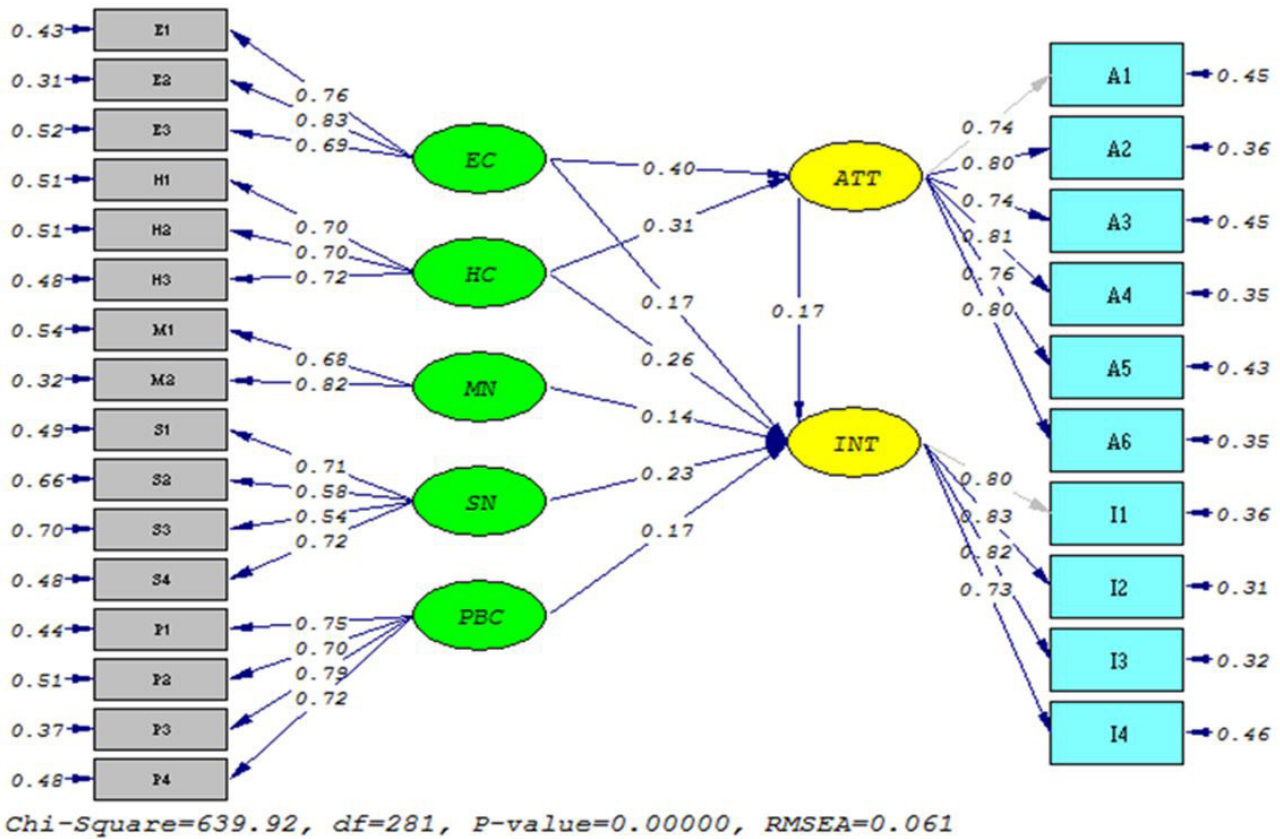 0.43 E1
0.31 E2
0.52 E3
0.51 H1
0.51 H2
0.48 H3
0.54 M1
0.32 M2
0.49 S1
0.66 S2
0.70 S3
0.48 S4
0.44 P1
0.51 P2
0.37 P3
0.48 P4
0.76
0.83
0.69
0.70
0.70
0.72
0.68
0.82
0.71
0.58
0.54
0.72
0.75
0.70
0.79
0.72
EC
HC
MN
SN
PBC
0.40
0.31
0.17
0.26
0.14
0.23
0.17
0.17
ATT
INT
0.74
0.80
0.74
0.81
0.76
0.80
0.80
0.83
0.82
0.73
A1 0.45
A2 0.36
A3 0.45
A4 0.35
A5 0.43
A6 0.35
I1 0.36
I2 0.31
I3 0.32
I4 0.46
Chi-Square=639.92, df=281, P-value=0.00000, RMSEA=0.061